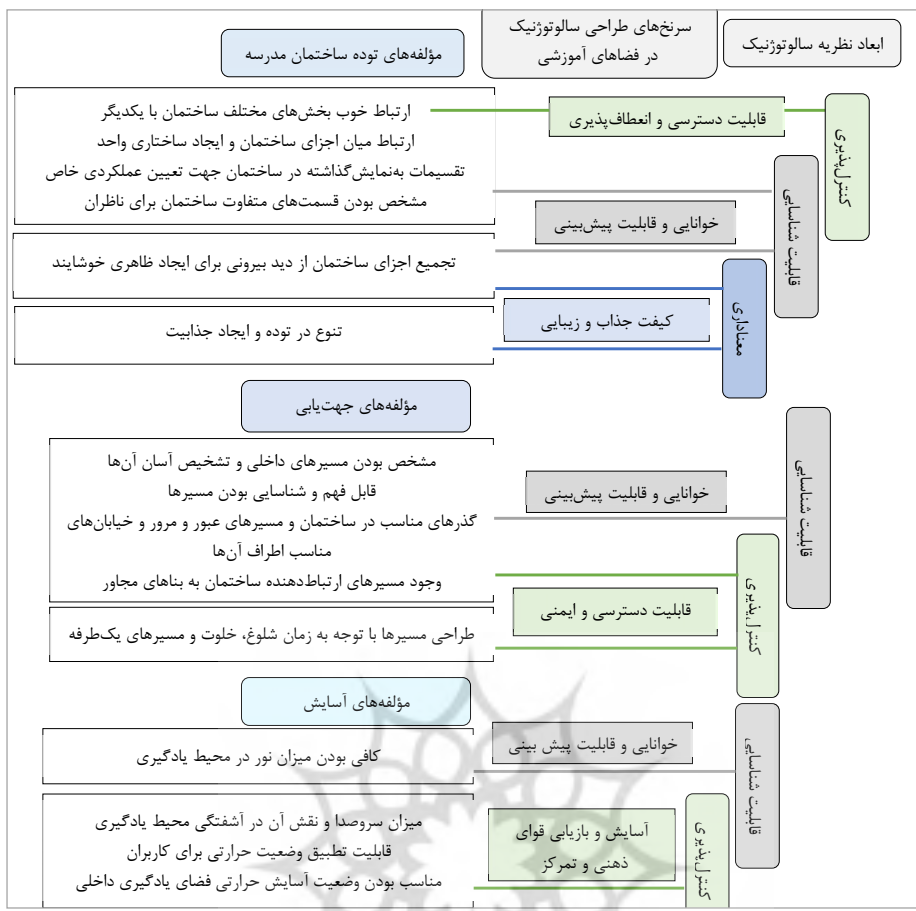 ابعاد نظریه سالوتوژنیک
سرنخ‌های طراحی سالوتوژنیک
در فضاهای آموزشی
مؤلفه‌های توده ساختمان مدرسه
کنترل‌پذیری
قابلیت دسترسی و انعطاف‌پذیری
ارتباط خوب بخش‌های مختلف ساختمان با یکدیگر
ارتباط میان اجزای ساختمان و ایجاد ساختاری واحد
تقسیمات به‌نمایش‌گذاشته در ساختمان جهت تعیین عملکردی خاص
مشخص بودن قسمت‌های متفاوت ساختمان برای ناظران
قابلیت شناسایی
خوانایی و قابلیت پیش‌بینی
تجمیع اجزای ساختمان از دید بیرونی برای ایجاد ظاهری خوشایند
معناداری
کیفت جذاب و زیبایی
تنوع در توده و ایجاد جذابیت
مؤلفه‌های جهت‌یابی
قابلیت شناسایی
خوانایی و قابلیت پیش‌بینی
مشخص بودن مسیرهای داخلی و تشخیص آسان آن‌ها
قابل فهم و شناسایی بودن مسیرها
گذرهای مناسب در ساختمان و مسیرهای عبور و مرور و خیابان‌های
مناسب اطراف آن‌ها
وجود مسیرهای ارتباط‌دهنده ساختمان به بناهای مجاور
کنترل‌پذیری
قابلیت دسترسی و ایمنی
طراحی مسیرها با توجه به زمان شلوغ، خلوت و مسیرهای یک‌طرفه
مؤلفه‌های آسایش
قابلیت شناسایی
خوانایی و قابلیت پیش بینی
کافی بودن میزان نور در محیط یادگیری
کنترل‌پذیری
آسایش و بازیابی قوای
ذهنی و تمرکز
میزان سروصدا و نقش آن در آشفتگی محیط یادگیری
قابلیت تطبیق وضعیت حرارتی برای کاربران
مناسب بودن وضعیت آسایش حرارتی فضای یادگیری داخلی